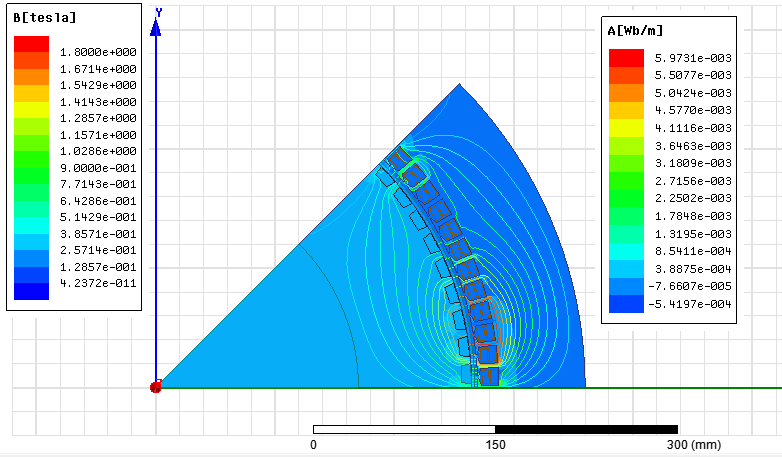 B[tesla]
1.8000e+000
1.6714e+000
1.5429e+000
1.4143e+000
1.2857e+000
1.1571e+000
1.0286e+000
9.0000e-001
7.7143e-001
6.4286e-001
5.1429e-001
3.8571e-001
2.5714e-001
1.2857e-001
4.2372e-011
Y
A[Wb/m]
5.9731e-003
5.5077e-003
5.0424e-003
4.5770e-003
4.1116e-003
3.6463e-003
3.1809e-003
2.7156e-003
2.2502e-003
1.7848e-003
1.3195e-003
8.5411e-004
3.8875e-004
-7.6607e-005
-5.4197e-004
0 150 300 (mm)